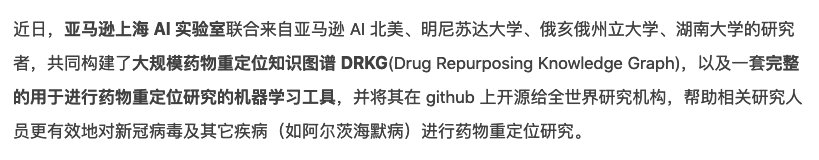 近日，亚马逊上海 AI 实验室联合来自亚马逊 AI 北美、明尼苏达大学、俄亥俄州立大学、湖南大学的研究
者，共同构建了大规模药物重定位知识图谱 DRKG(Drug Repurposing Knowledge Graph)，以及一套完整
的用于进行药物重定位研究的机器学习工具，并将其在 github 上开源给全世界研究机构，帮助相关研究人
员更有效地对新冠病毒及其它疾病（如阿尔茨海默病）进行药物重定位研究。